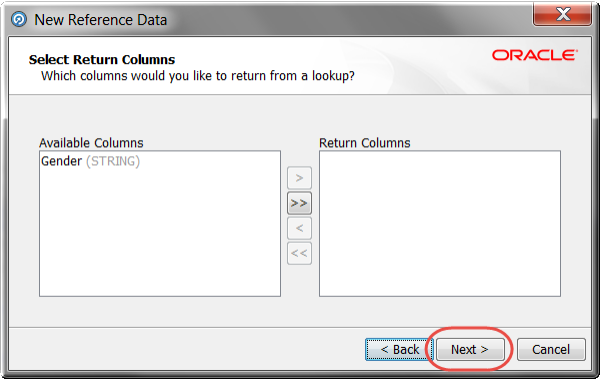 New Reference Data
Select Return Columns
Which columns would you like to return from a lookup?
ORACLE
Available Columns
Return Columns
Gender (STRING)
>
>>
<
<<
< Back
Next >
Cancel